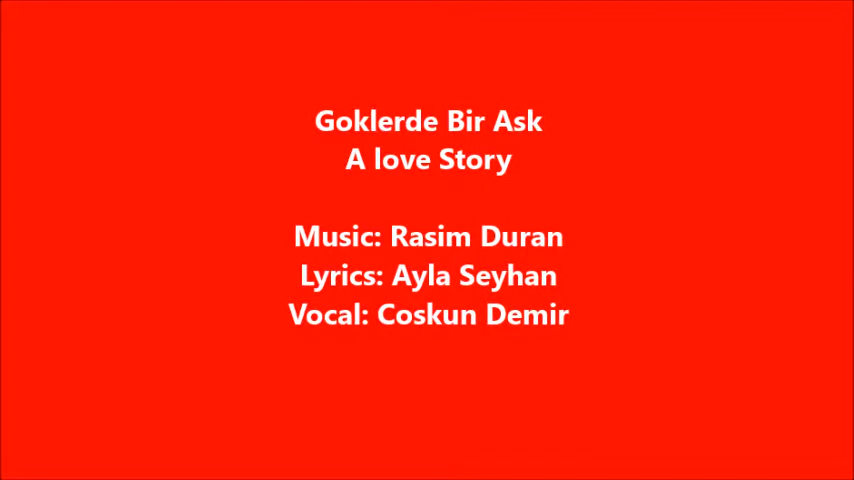 Goklerde Bir Ask
A love Story
Music: Rasim Duran
Lyrics: Ayla Seyhan
Vocal: Coskun Demir